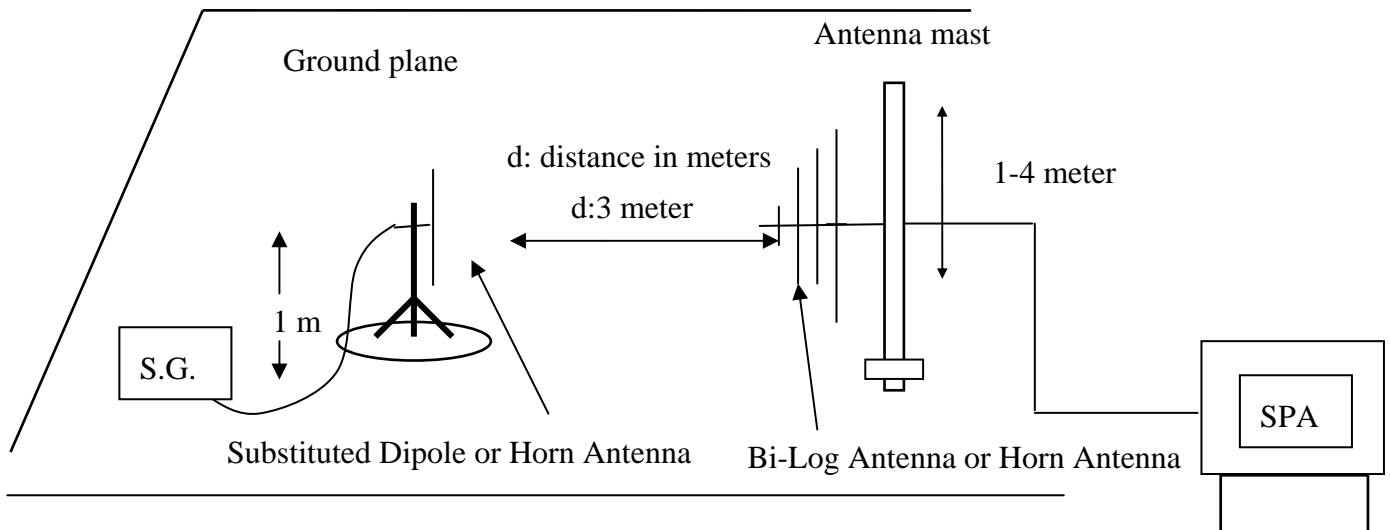 Antenna mast
Ground plane
d: distance in meters
d:3 meter
1-4 meter
1 m
S.G.
SPA
Substituted Dipole or Horn Antenna
Bi-Log Antenna or Horn Antenna